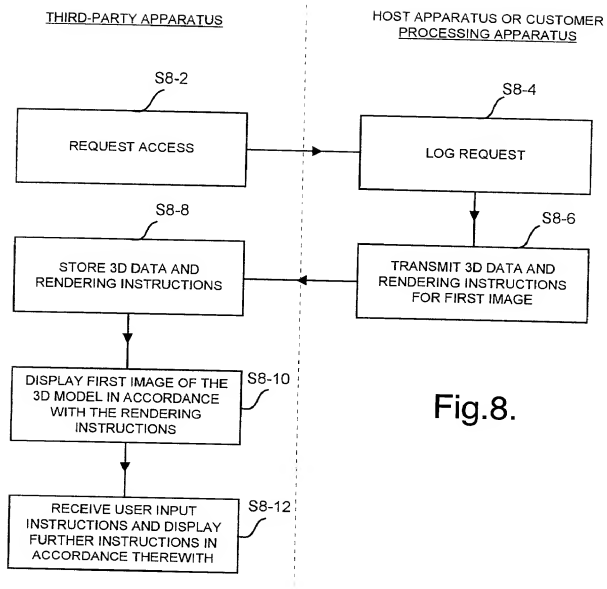 THIRD-PARTY APPARATUS
HOST APPARATUS OR CUSTOMER
PROCESSING APPARATUS
S8-2
REQUEST ACCESS
S8-4
LOG REQUEST
S8-6
TRANSMIT 3D DATA AND
RENDERING INSTRUCTIONS
FOR FIRST IMAGE
S8-8
STORE 3D DATA AND
RENDERING INSTRUCTIONS
S8-10
DISPLAY FIRST IMAGE OF THE
3D MODEL IN ACCORDANCE
WITH THE RENDERING
INSTRUCTIONS
S8-12
RECEIVE USER INPUT
INSTRUCTIONS AND DISPLAY
FURTHER INSTRUCTIONS IN
ACCORDANCE THEREWITH
Fig.8.